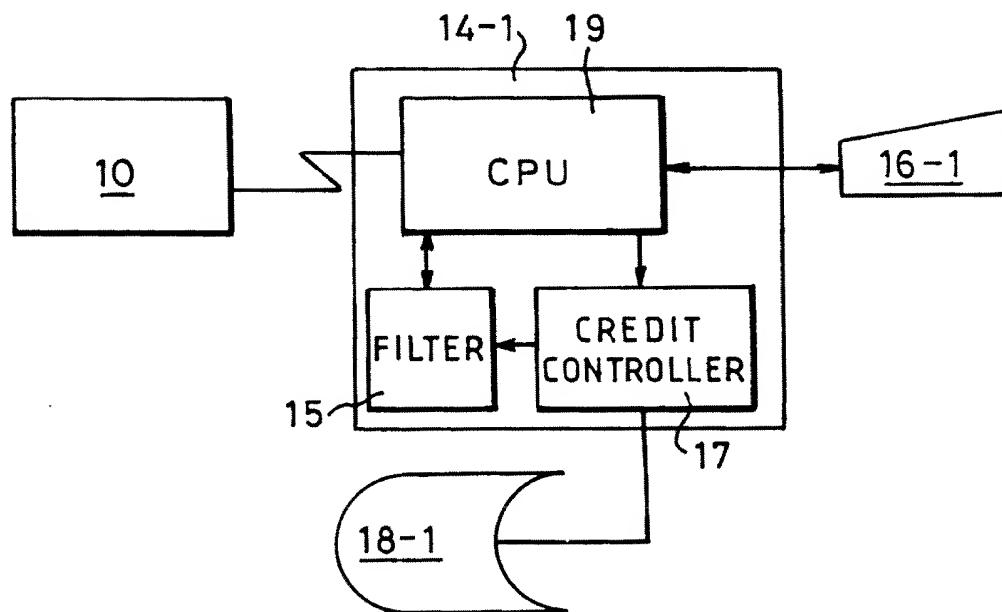 14-1
19
10
CPU
16-1
FILTER
CREDIT
CONTROLLER
15
17
18-1